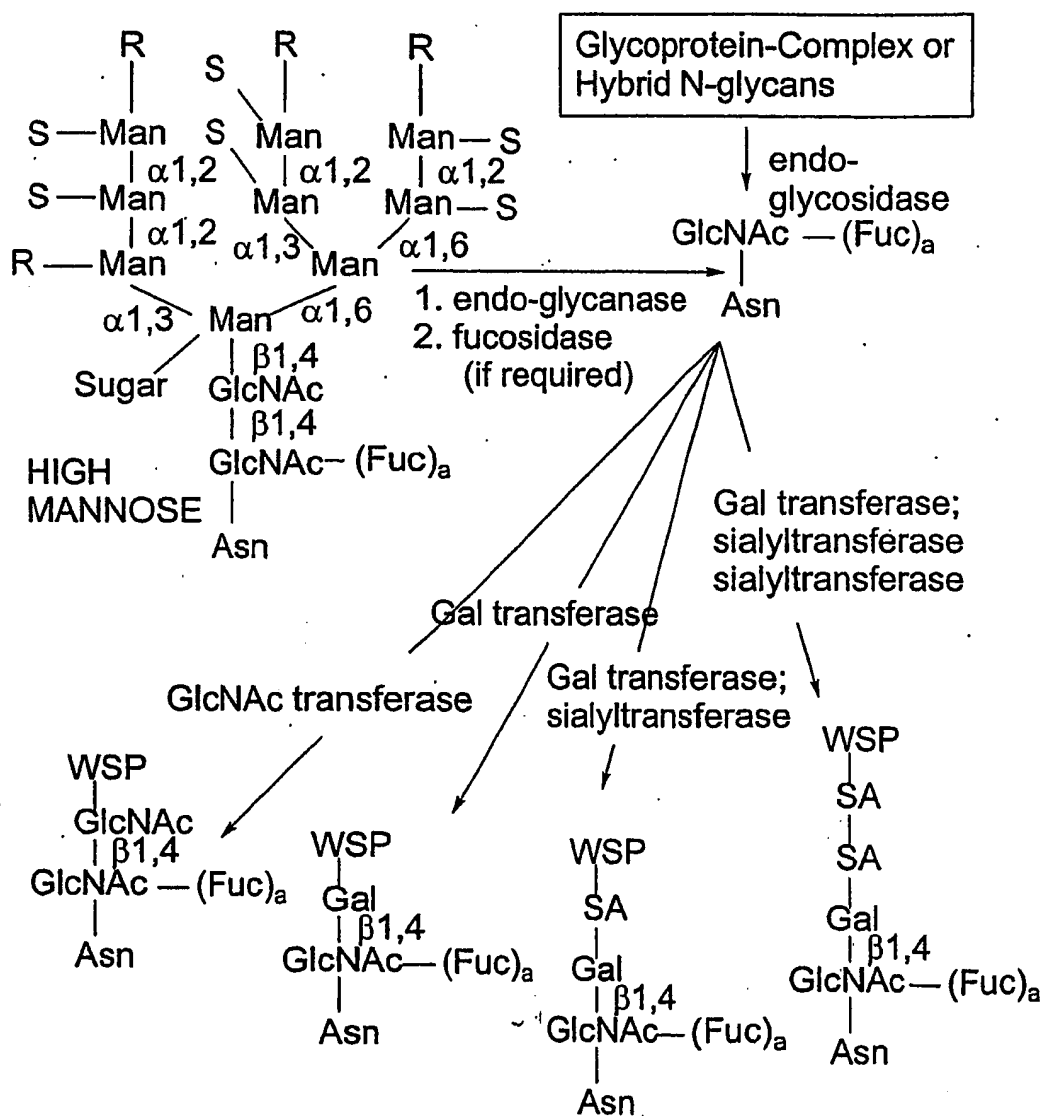 R
R
R
S
S
S — Man
Man
Man — S
α1,2
α1,2
α1,2
S — Man
Man
Man — S
α1,2
α1,3
α1,6
R — Man
Man
α1,3
Man
α1,6
Sugar
β1,4
GlcNAc
β1,4
GlcNAc — (Fuc)a
HIGH
MANNOSE
Asn
Glycoprotein-Complex or
Hybrid N-glycans
endo-
glycosidase
GlcNAc — (Fuc)a
Asn
1. endo-glycanase
2. fucosidase
(if required)
GlcNAc transferase
Gal transferase
Gal transferase;
sialyltransferase
Gal transferase;
sialyltransferase
sialyltransferase
WSP
GlcNAc
β1,4
GlcNAc — (Fuc)a
Asn
WSP
Gal
β1,4
GlcNAc — (Fuc)a
Asn
WSP
SA
Gal
β1,4
GlcNAc — (Fuc)a
Asn
WSP
SA
SA
Gal
β1,4
GlcNAc — (Fuc)a
Asn